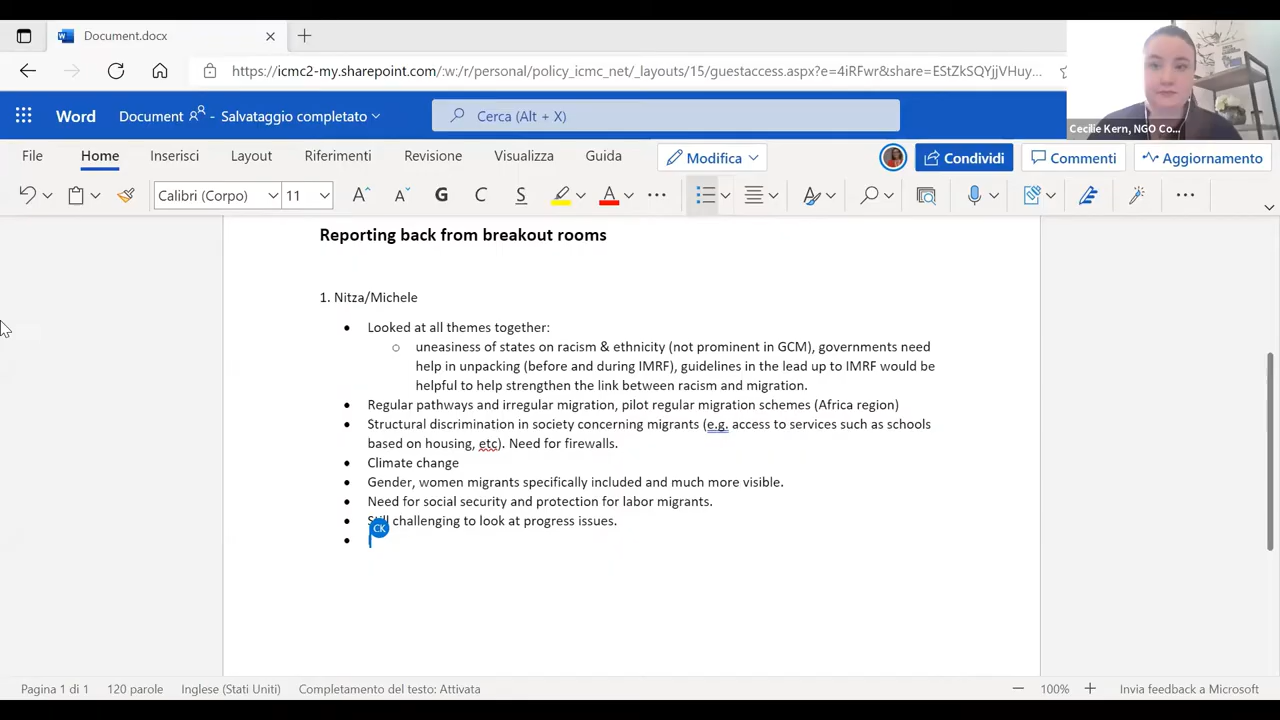 Document.docx
https://icmc2-my.sharepoint.com/:w:/r/personal/policy_icmc_net/_layouts/15/guestaccess.aspx?e=4iRFwr&share=EStZkSQYjjVHuy...
Word Document - Salvataggio completato
Cerca (Alt + X)
Cecilie Kern, NGO Co...
File Home Inserisci Layout Riferimenti Revisione Visualizza Guida Modifica Condividi Commenti Aggiornamento
Calibri (Corpo) 11 G C S A
Reporting back from breakout rooms
1. Nitza/Michele
• Looked at all themes together:
o uneasiness of states on racism & ethnicity (not prominent in GCM), governments need
help in unpacking (before and during IMRF), guidelines in the lead up to IMRF would be
helpful to help strengthen the link between racism and migration.
• Regular pathways and irregular migration, pilot regular migration schemes (Africa region)
• Structural discrimination in society concerning migrants (e.g. access to services such as schools
based on housing, etc). Need for firewalls.
• Climate change
• Gender, women migrants specifically included and much more visible.
• Need for social security and protection for labor migrants.
• Still challenging to look at progress issues.
CK
•
Pagina 1 di 1 120 parole Inglese (Stati Uniti) Completamento del testo: Attivata 100% Invia feedback a Microsoft